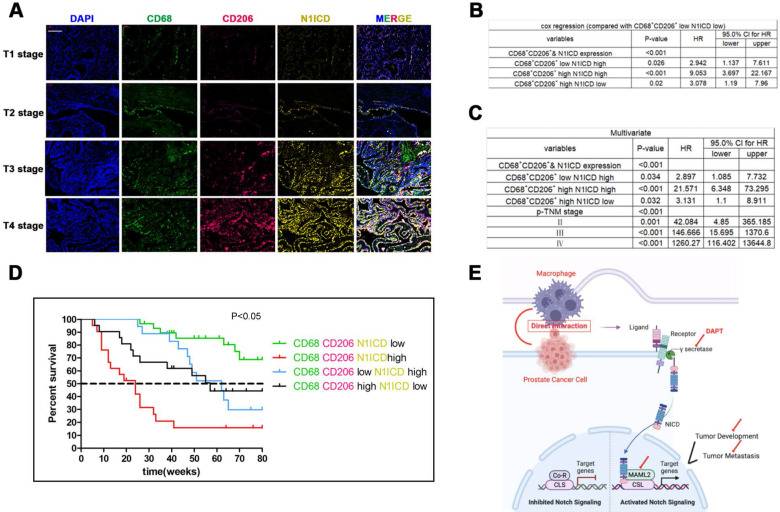 A
DAPI CD68 CD206 N1ICD MERGE
T1 stage
T2 stage
T3 stage
T4 stage
B
cox regression (compared with CD68+CD206+ low N1ICD low)
variables P-value HR 95.0% CI for HR
lower upper
CD68+CD206+& N1ICD expression <0.001
CD68+CD206+ low N1ICD high 0.026 2.942 1.137 7.611
CD68+CD206+ high N1ICD high <0.001 9.053 3.697 22.167
CD68+CD206+ high N1ICD low 0.02 3.078 1.19 7.96
C
Multivariate
variables P-value HR 95.0% CI for HR
lower upper
CD68+CD206+& N1ICD expression <0.001
CD68+CD206+ low N1ICD high 0.034 2.897 1.085 7.732
CD68+CD206+ high N1ICD high <0.001 21.571 6.348 73.295
CD68+CD206+ high N1ICD low 0.032 3.131 1.1 8.911
p-TNM stage <0.001
II 0.001 42.084 4.85 365.185
III <0.001 146.666 15.695 1370.6
IV <0.001 1260.27 116.402 13644.8
D
P<0.05
100
90
80
70
60
50
40
30
20
10
0
Percent survival
0 10 20 30 40 50 60 70 80
time(weeks)
CD68 CD206 N1ICD low
CD68 CD206 N1ICDhigh
CD68 CD206 low N1ICD high
CD68 CD206 high N1ICD low
E
Macrophage
Direct interaction
Prostate Cancer Cell
Ligand
Receptor
DAPT
γ secretase
NICD
Tumor Development
Tumor Metastasis
Co-R
CLS
Target
genes
Inhibited Notch Signaling
MAML2
CSL
Target
genes
Activated Notch Signaling